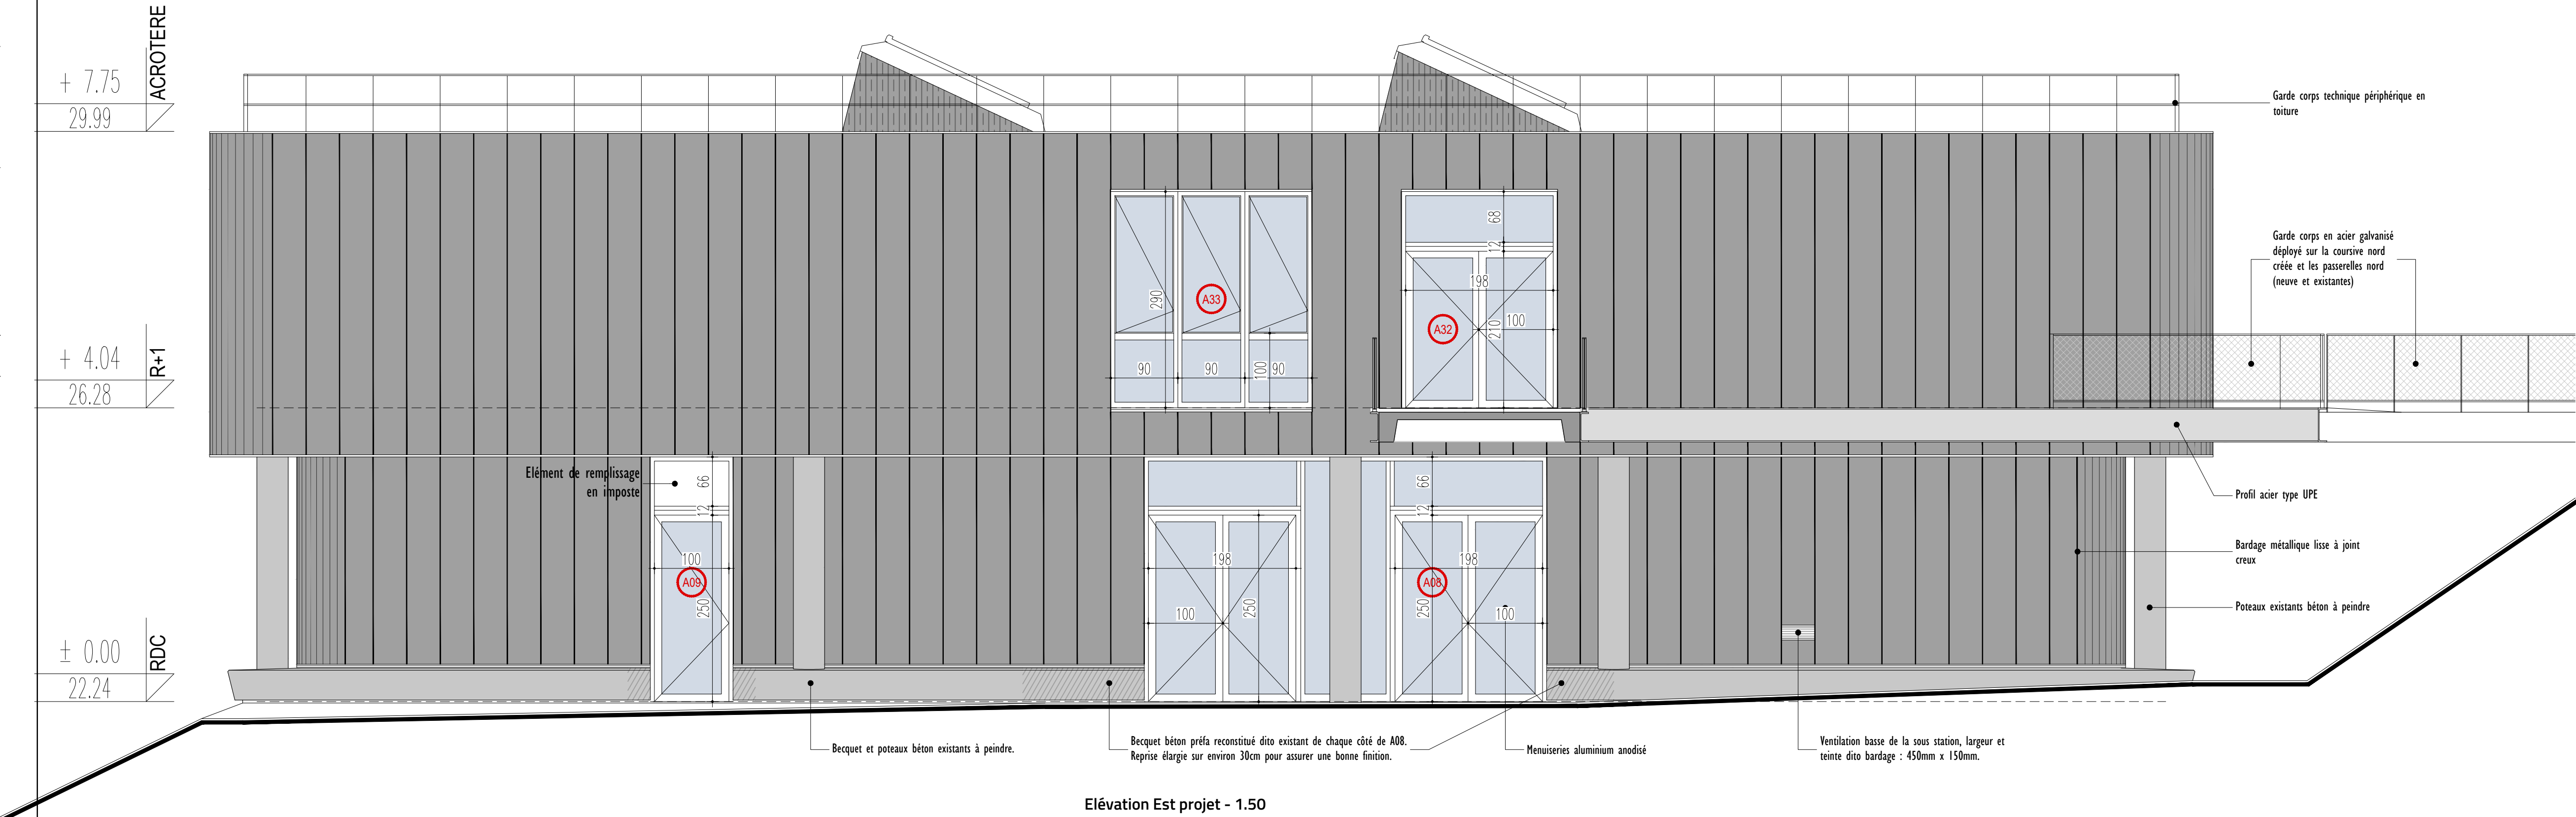 ACROTERE
+ 7.75
29.99
R+1
+ 4.04
26.28
RDC
± 0.00
22.24
Garde corps technique périphérique en
toiture
Garde corps en acier galvanisé
déployé sur la coursive nord
créée et les passerelles nord
(neuve et existantes)
68
12
198
210
100
A32
290
A33
90
90
100
90
Elément de remplissage
en imposte
66
12
100
A09
250
198
100
250
66
12
198
A08
250
100
Profil acier type UPE
Bardage métallique lisse à joint
creux
Poteaux existants béton à peindre
Becquet et poteaux béton existants à peindre.
Becquet béton préfa reconstitué dito existant de chaque côté de A08.
Reprise élargie sur environ 30cm pour assurer une bonne finition.
Menuiseries aluminium anodisé
Ventilation basse de la sous station, largeur et
teinte dito bardage : 450mm x 150mm.
Elévation Est projet - 1.50